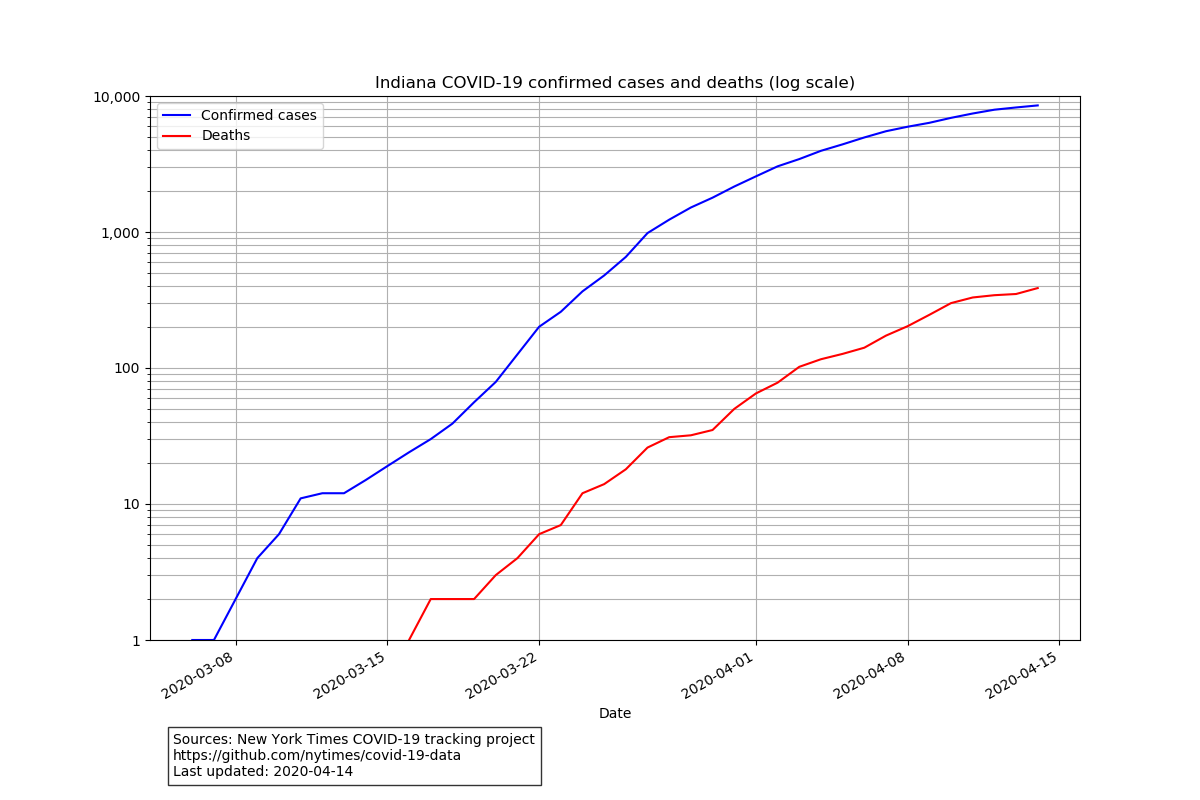 Indiana COVID-19 confirmed cases and deaths (log scale)
10,000
1,000
100
10
1
Confirmed cases
Deaths
2020-03-08
2020-03-15
2020-03-22
2020-04-01
2020-04-08
2020-04-15
Date
Sources: New York Times COVID-19 tracking project
https://github.com/nytimes/covid-19-data
Last updated: 2020-04-14